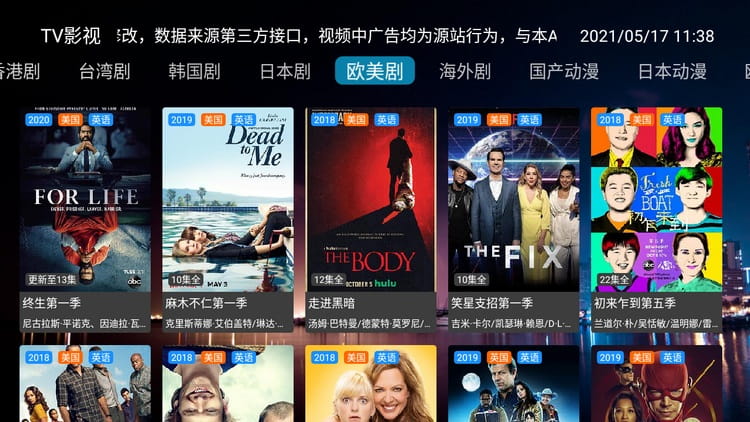 TV影视
改，数据来源第三方接口，视频中广告均为源站行为，与本A
2021/05/17 11:38
香港剧 台湾剧 韩国剧 日本剧 欧美剧 海外剧 国产动漫 日本动漫
2020 美国 英语
FOR LIFE
更新至13集
abc
终生第一季
尼古拉斯·平诺克、因迪拉·瓦...
2019 美国 英语
Dead to Me
10集全
MAY 3
麻木不仁第一季
克里斯蒂娜·艾伯盖特/琳达·...
2018 美国 英语
THE BODY
12集全
OCTOBER 5 hulu
走进黑暗
汤姆·巴特曼/德蒙特·莫罗尼/...
2019 美国 英语
THE FIX
10集全
笑星支招第一季
吉米·卡尔/凯瑟琳·赖恩/D·L·...
2018 美国 英语
Fresh
BOAT
初来乍到
22集全
abc
初来乍到第五季
兰道尔·朴/吴恬敏/温明娜/雷...
2018 美国 英语
2018 美国 英语
2018 美国 英语
2019 美国 英语
2019 美国 英语